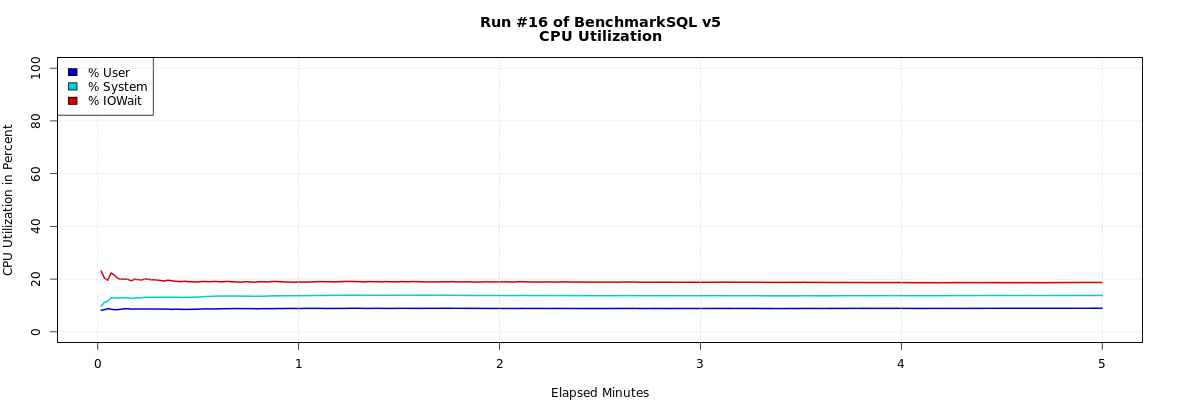 Run #16 of BenchmarkSQL v5
CPU Utilization
% User
% System
% IOWait
CPU Utilization in Percent
100
80
60
40
20
0
0 1 2 3 4 5
Elapsed Minutes